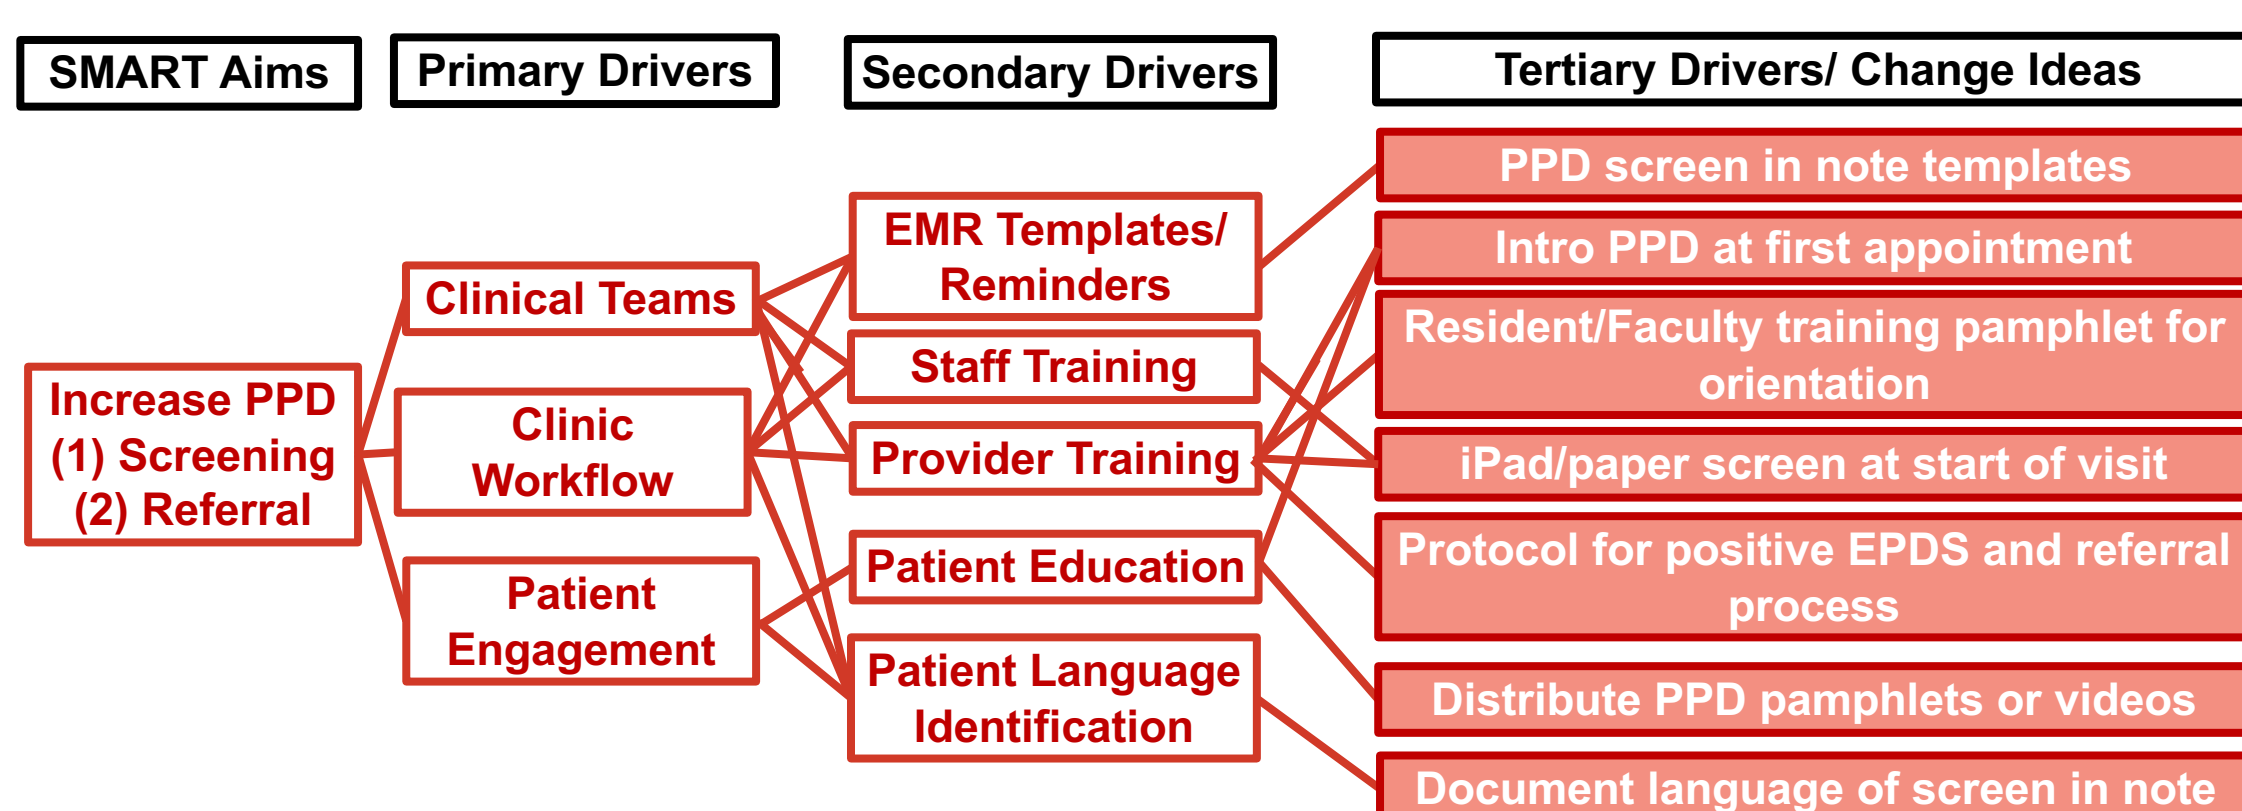 SMART Aims
Primary Drivers
Secondary Drivers
Tertiary Drivers/ Change Ideas
Increase PPD
(1) Screening
(2) Referral
Clinical Teams
Clinic
Workflow
Patient
Engagement
EMR Templates/
Reminders
Staff Training
Provider Training
Patient Education
Patient Language
Identification
PPD screen in note templates
Intro PPD at first appointment
Resident/Faculty training pamphlet for
orientation
iPad/paper screen at start of visit
Protocol for positive EPDS and referral
process
Distribute PPD pamphlets or videos
Document language of screen in note